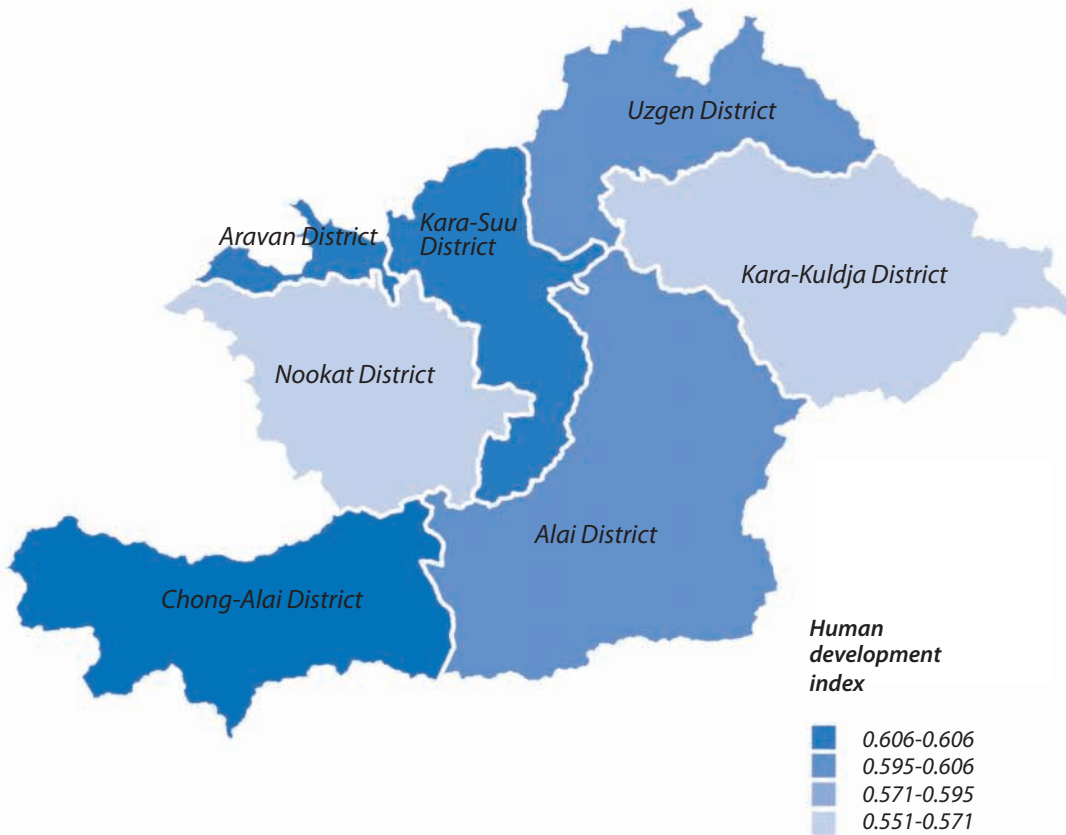 Uzgen District
Kara-Suu
District
Aravan District
Kara-Kuldja District
Nookat District
Alai District
Chong-Alai District
Human
development
index
0.606-0.606
0.595-0.606
0.571-0.595
0.551-0.571